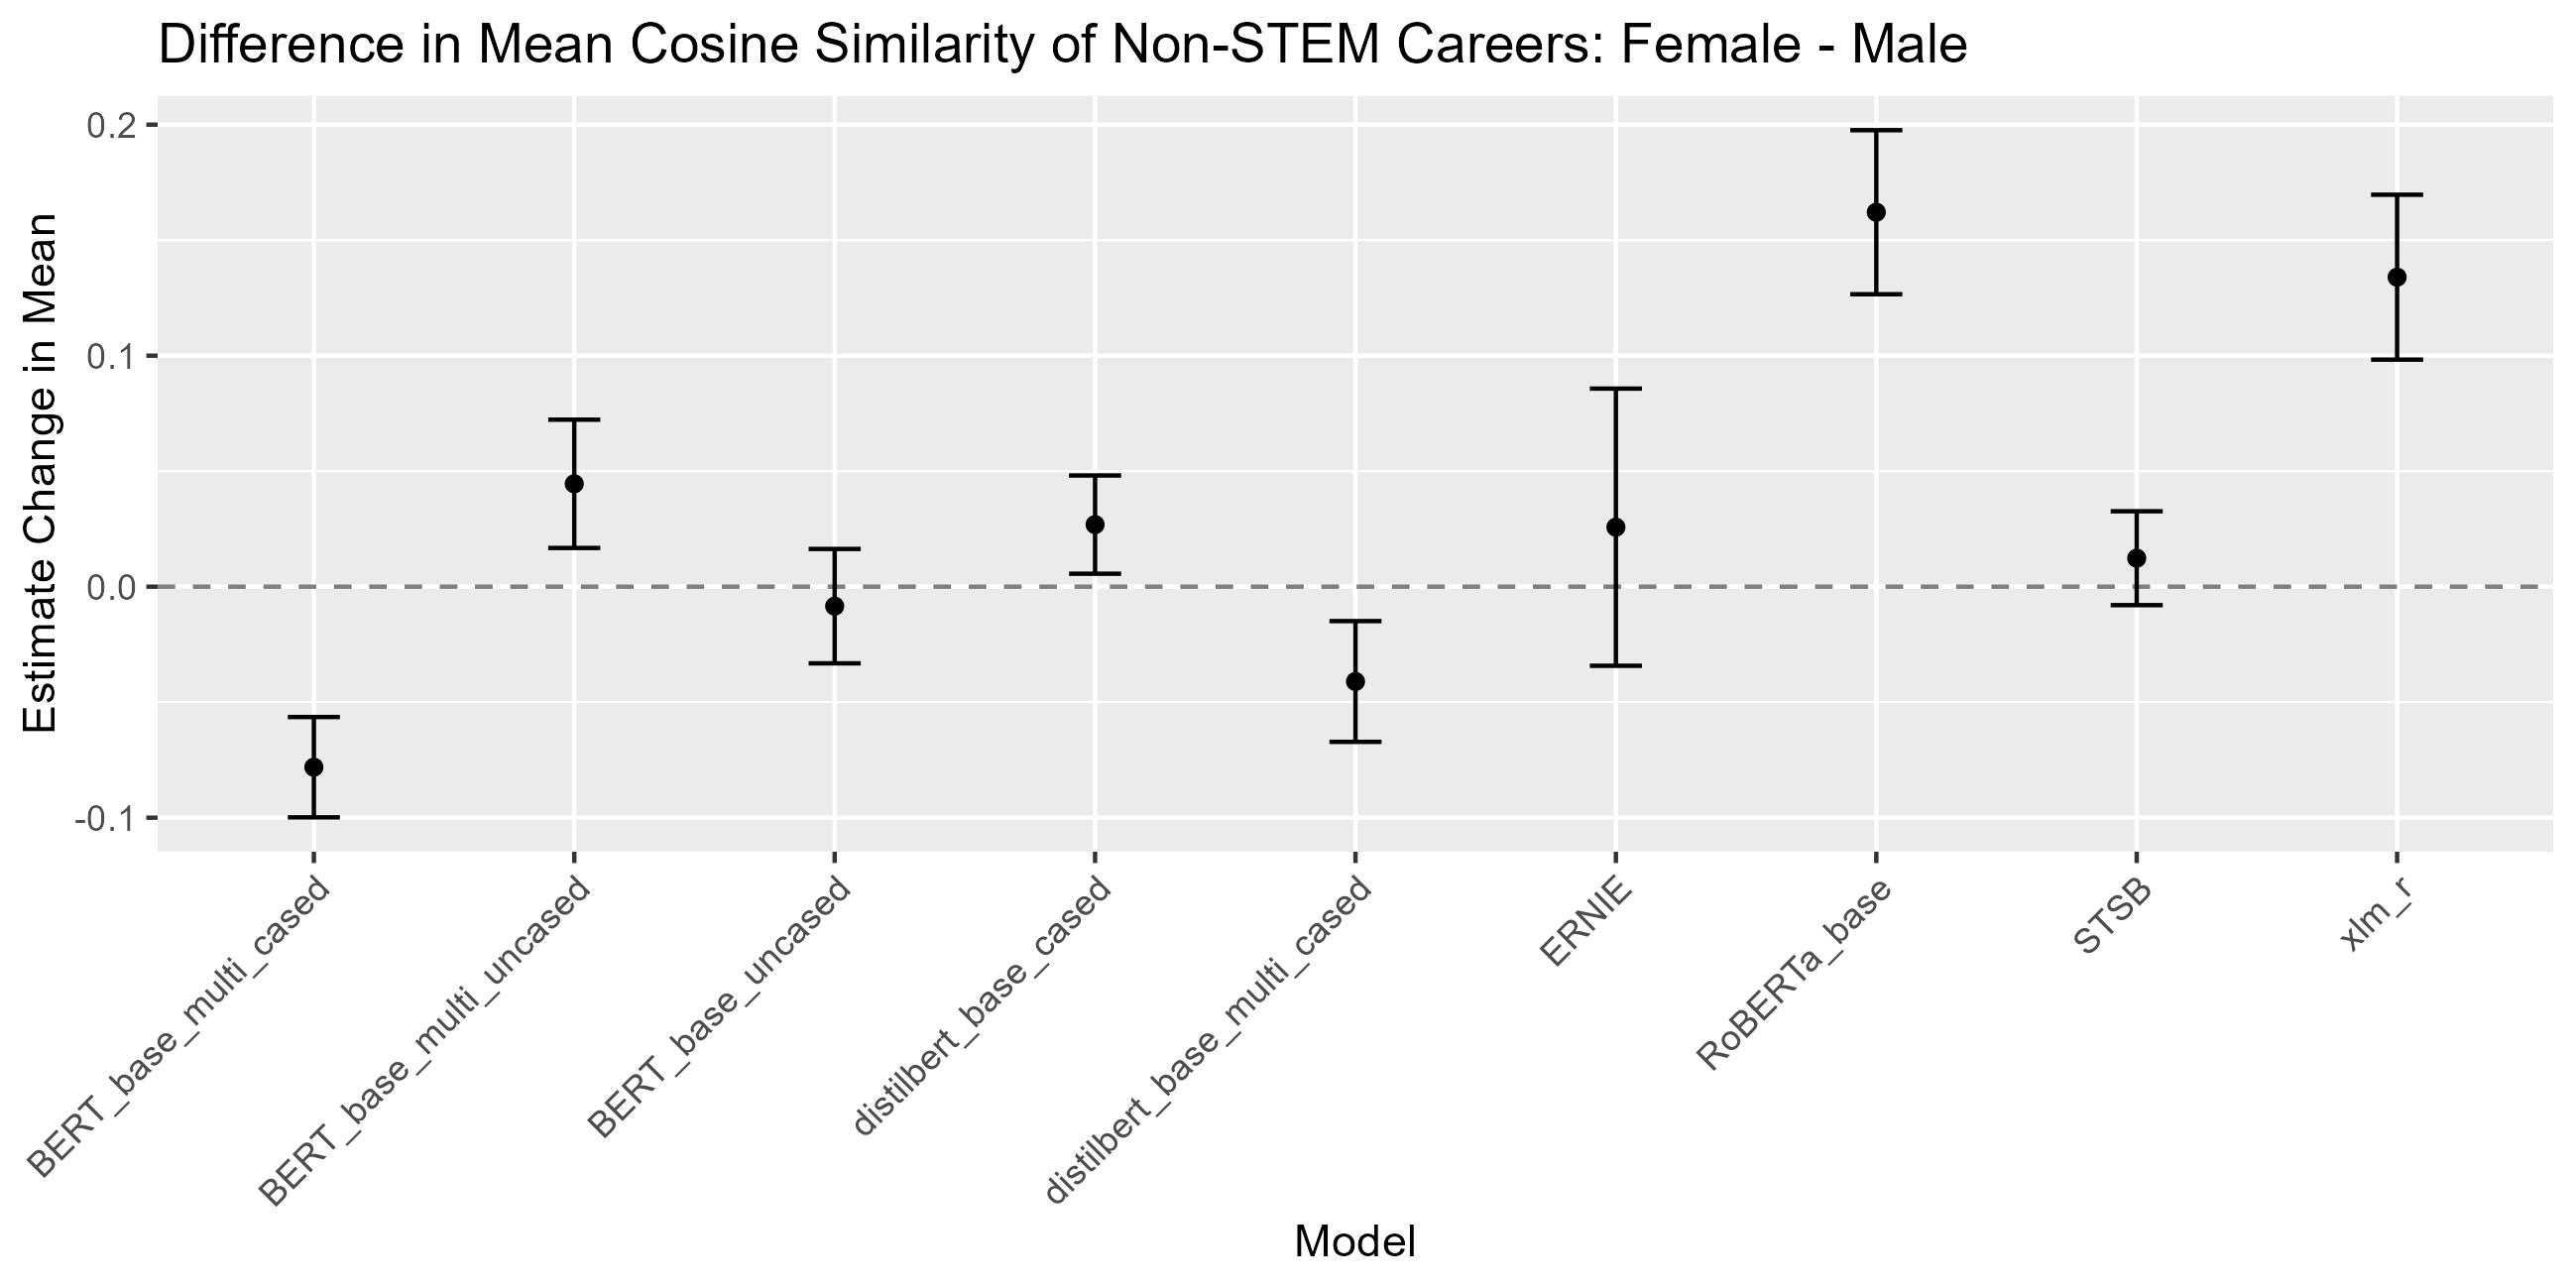 Difference in Mean Cosine Similarity of Non-STEM Careers: Female - Male
Estimate Change in Mean
0.2
0.1
0.0
-0.1
BERT_base_multi_cased
BERT_base_multi_uncased
BERT_base_uncased
distilbert_base_cased
distillbert_base_multi_cased
ERNIE
RoBERTa_base
STSB
xlm_r
Model